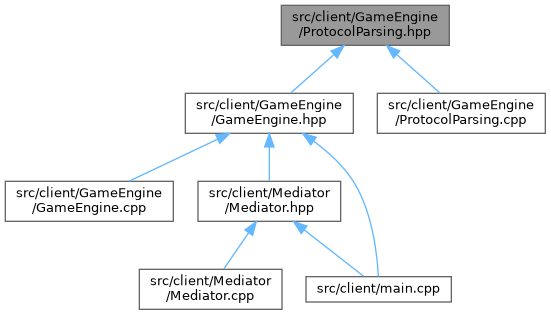 src/client/GameEngine
/ProtocolParsing.hpp
src/client/GameEngine
/GameEngine.hpp
src/client/GameEngine
/ProtocolParsing.cpp
src/client/GameEngine
/GameEngine.cpp
src/client/Mediator
/Mediator.hpp
src/client/Mediator
/Mediator.cpp
src/client/main.cpp